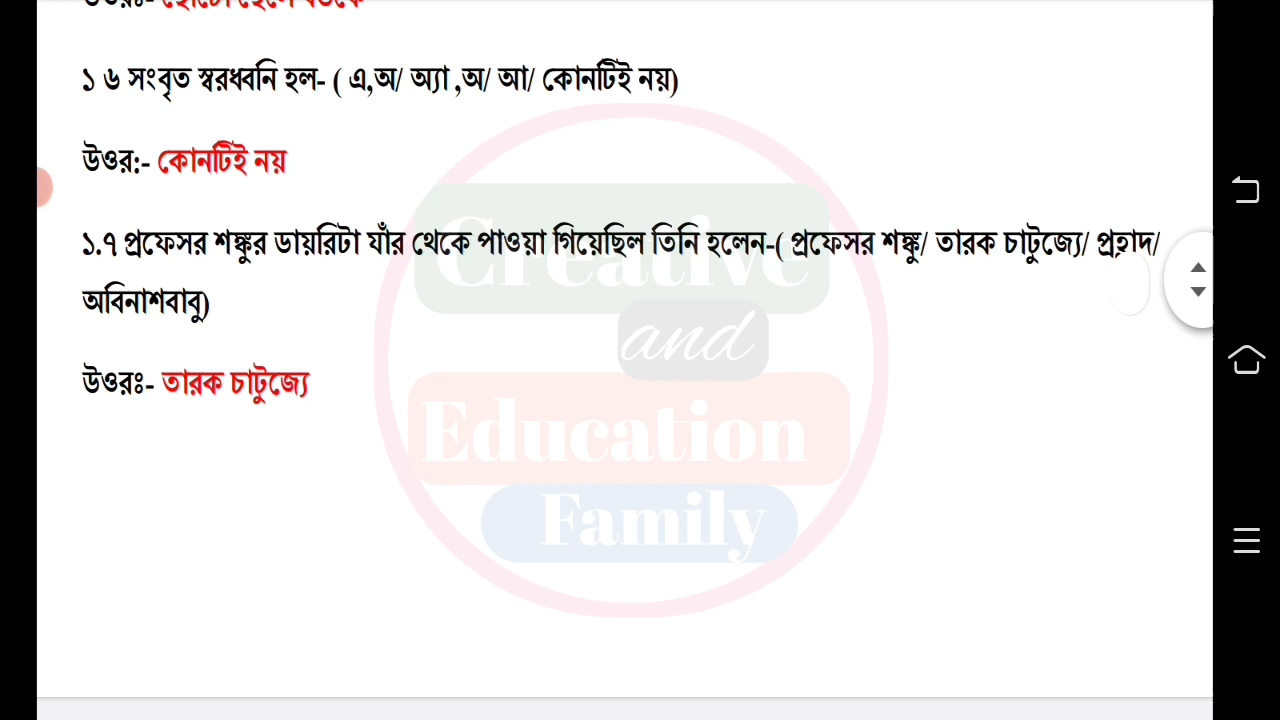 ১ ৬ সংবৃত স্বরধ্বনি হল- ( এ,অ/ অ্যা ,অ/ আ/ কোনটিই নয়)
উওর:- কোনটিই নয়
১.৭ প্রফেসর শঙ্কুর ডায়রিটা যাঁর থেকে পাওয়া গিয়েছিল তিনি হলেন-( প্রফেসর শঙ্কু/ তারক চাটুজ্যে/ প্রহ্লাদ/
অবিনাশবাবু)
উওরঃ- তারক চাটুজ্যে
Creative
and
Education
Family